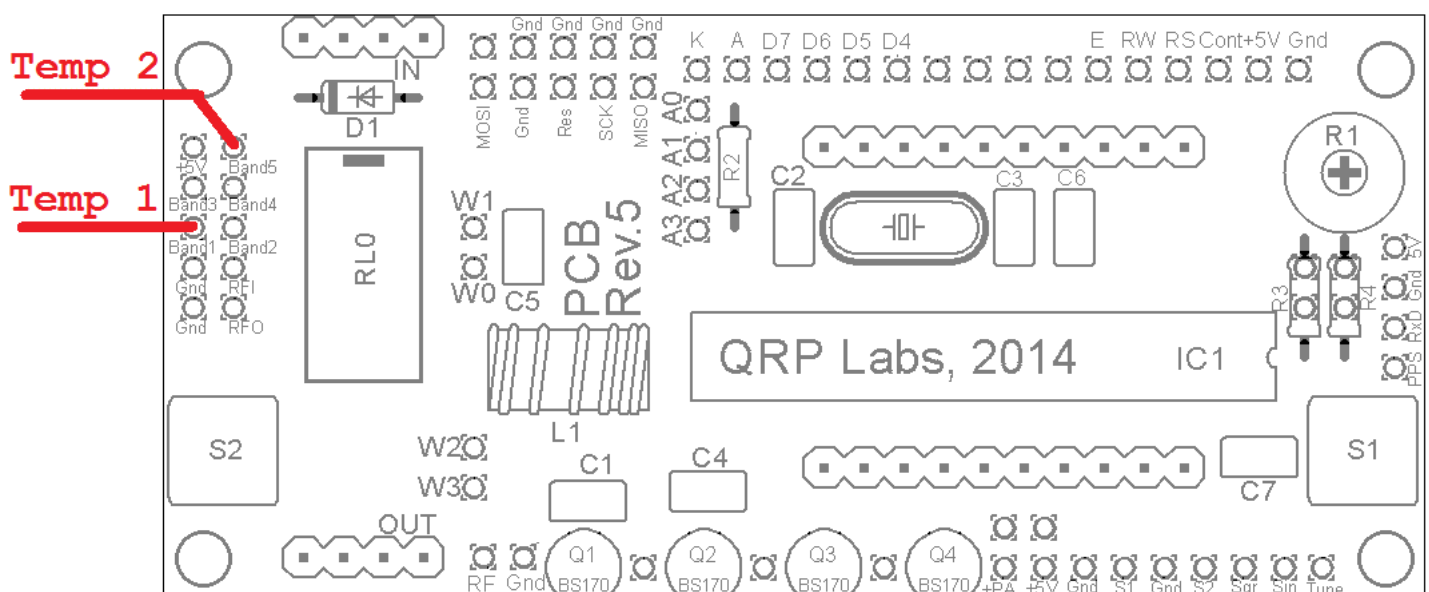 Gnd Gnd Gnd Gnd
K A D7 D6 D5 D4 E RW RS Cont +5V Gnd
Temp 2
IN
D1
MOSI Gnd Res SCK MISO
A0
A1
A2
A3
R2
R1
+5V Band5
Band3 Band4
Temp 1
Band1 Band2
Gnd RFI
Gnd RFO
RL0
W1
W0
C5
PCB
Rev.5
C2
C3
C6
R3
R4
5V
Gnd
RxD
PPS
QRP Labs, 2014 IC1
L1
S2
W2
W3
C1
C4
C7
S1
OUT
RF Gnd
Q1
BS170
Q2
BS170
Q3
BS170
Q4
BS170
+PA +5V Gnd S1 Gnd S2 Sgr Sin Tune